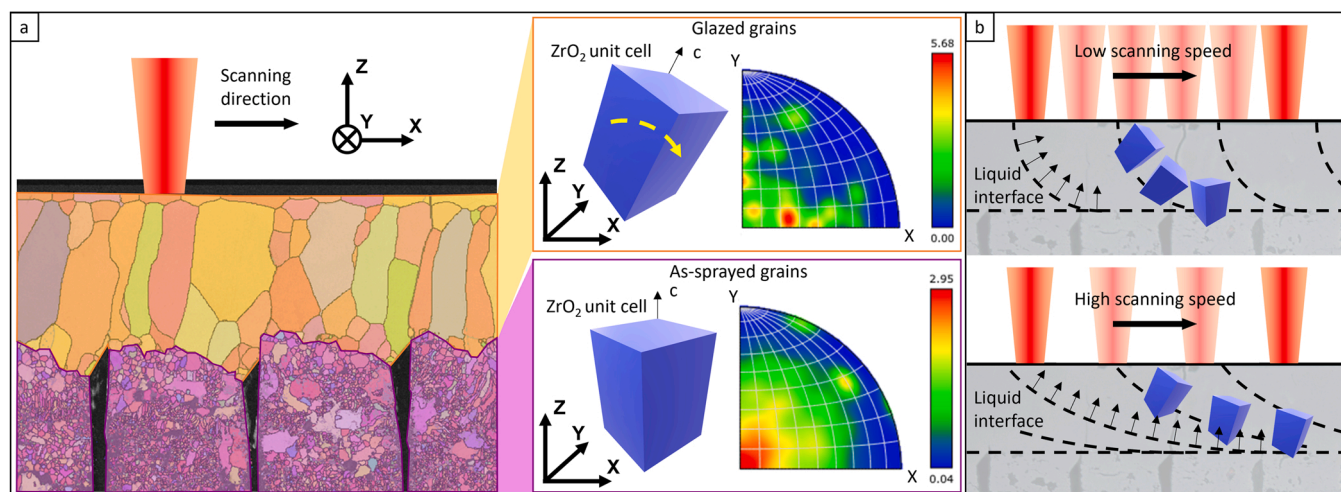 a
Scanning
direction
Z
Y
X
Glazed grains
ZrO2 unit cell
c
Z
Y
X
Y
X
5.68
0.00
As-sprayed grains
ZrO2 unit cell
c
Z
Y
X
Y
X
2.95
0.04
b
Low scanning speed
Liquid
interface
High scanning speed
Liquid
interface